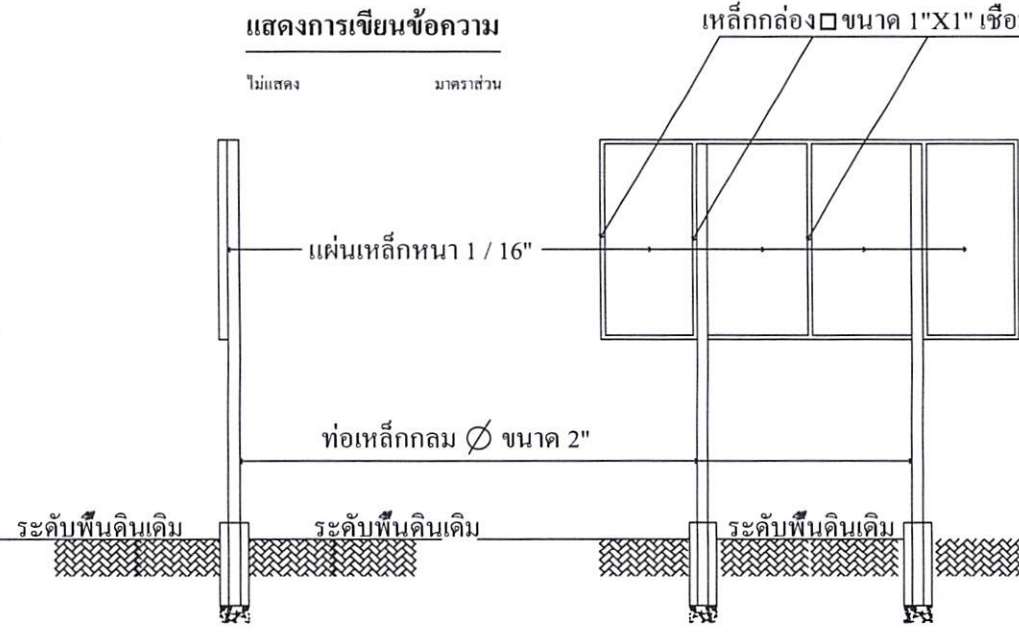 แสดงการเขียนข้อความ
เหล็กกล่อง □ ขนาด 1"X1"
ไม่แสดง มาตราส่วน
แผ่นเหล็กหนา 1 / 16"
ท่อเหล็กกลม ∅ ขนาด 2"
ระดับพื้นดินเดิม ระดับพื้นดินเดิม ระดับพื้นดินเดิม